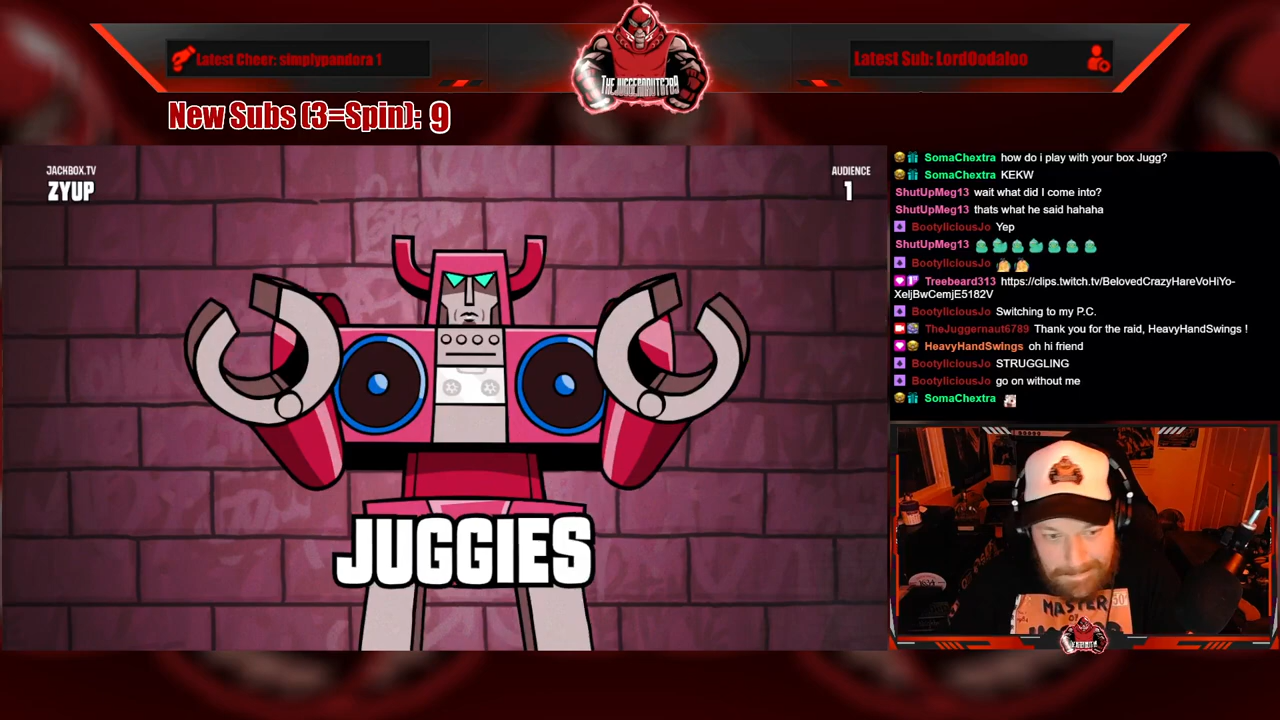 Latest Cheer: simplypandora 1
THEJUGGERNAUT6789
Latest Sub: LordOodaloo
New Subs (3=Spin): 9
JACKBOX.TV
ZYUP
AUDIENCE
1
JUGGIES
SomaChextra how do i play with your box Jugg?
SomaChextra KEKW
ShutUpMeg13 wait what did I come into?
ShutUpMeg13 thats what he said hahaha
BootyliciousJo Yep
ShutUpMeg13
BootyliciousJo
Treebeard313 https://clips.twitch.tv/BelovedCrazyHareVoHiYo-
XeljBwCemjE5182V
BootyliciousJo Switching to my P.C.
TheJuggernaut6789 Thank you for the raid, HeavyHandSwings !
HeavyHandSwings oh hi friend
BootyliciousJo STRUGGLING
BootyliciousJo go on without me
SomaChextra
MASTER